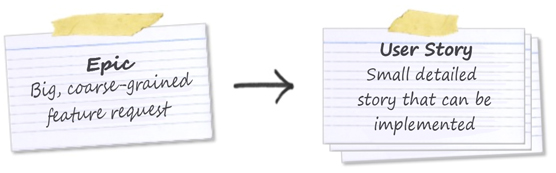 Epic
Big, coarse-grained
feature request
User Story
Small detailed
story that can be
implemented